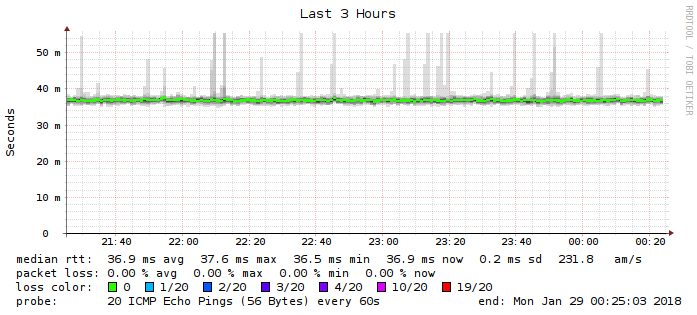 Last 3 Hours
RRDTOOL / TOBI OETIKER
Seconds
50 m
40 m
30 m
20 m
10 m
0
21:40 22:00 22:20 22:40 23:00 23:20 23:40 00:00 00:20
median rtt: 36.9 ms avg 37.6 ms max 36.5 ms min 36.9 ms now 0.2 ms sd 231.8 am/s
packet loss: 0.00 % avg 0.00 % max 0.00 % min 0.00 % now
loss color: 0 1/20 2/20 3/20 4/20 10/20 19/20
probe: 20 ICMP Echo Pings (56 Bytes) every 60s end: Mon Jan 29 00:25:03 2018